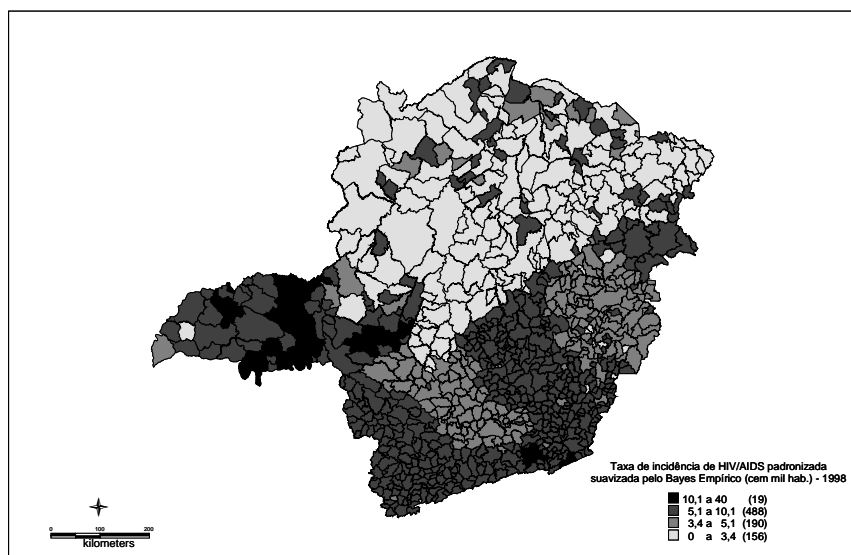 Taxa de incidência de HIV/AIDS padronizada
suavizada pelo Bayes Empírico (cem mil hab.) - 1998
10,1 a 40 (19)
5,1 a 10,1 (488)
3,4 a 5,1 (190)
0 a 3,4 (156)
0 100 200
kilometers